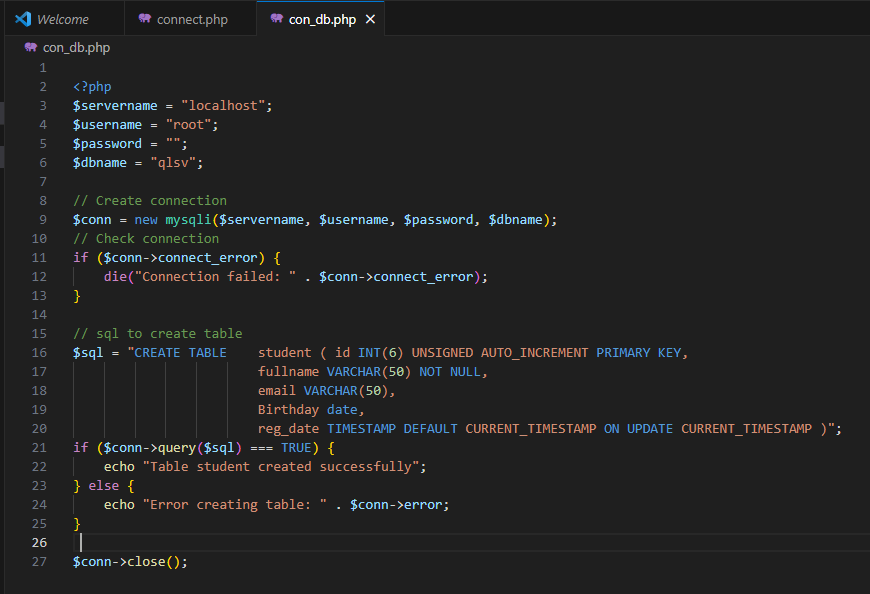 Welcome
connect.php
con_db.php ×
con_db.php
1
2 <?php
3 $servername = "localhost";
4 $username = "root";
5 $password = "";
6 $dbname = "qlsv";
7
8 // Create connection
9 $conn = new mysqli($servername, $username, $password, $dbname);
10 // Check connection
11 if ($conn->connect_error) {
12     die("Connection failed: " . $conn->connect_error);
13 }
14
15 // sql to create table
16 $sql = "CREATE TABLE    student ( id INT(6) UNSIGNED AUTO_INCREMENT PRIMARY KEY,
17                         fullname VARCHAR(50) NOT NULL,
18                         email VARCHAR(50),
19                         Birthday date,
20                         reg_date TIMESTAMP DEFAULT CURRENT_TIMESTAMP ON UPDATE CURRENT_TIMESTAMP )";
21 if ($conn->query($sql) === TRUE) {
22     echo "Table student created successfully";
23 } else {
24     echo "Error creating table: " . $conn->error;
25 }
26
27 $conn->close();